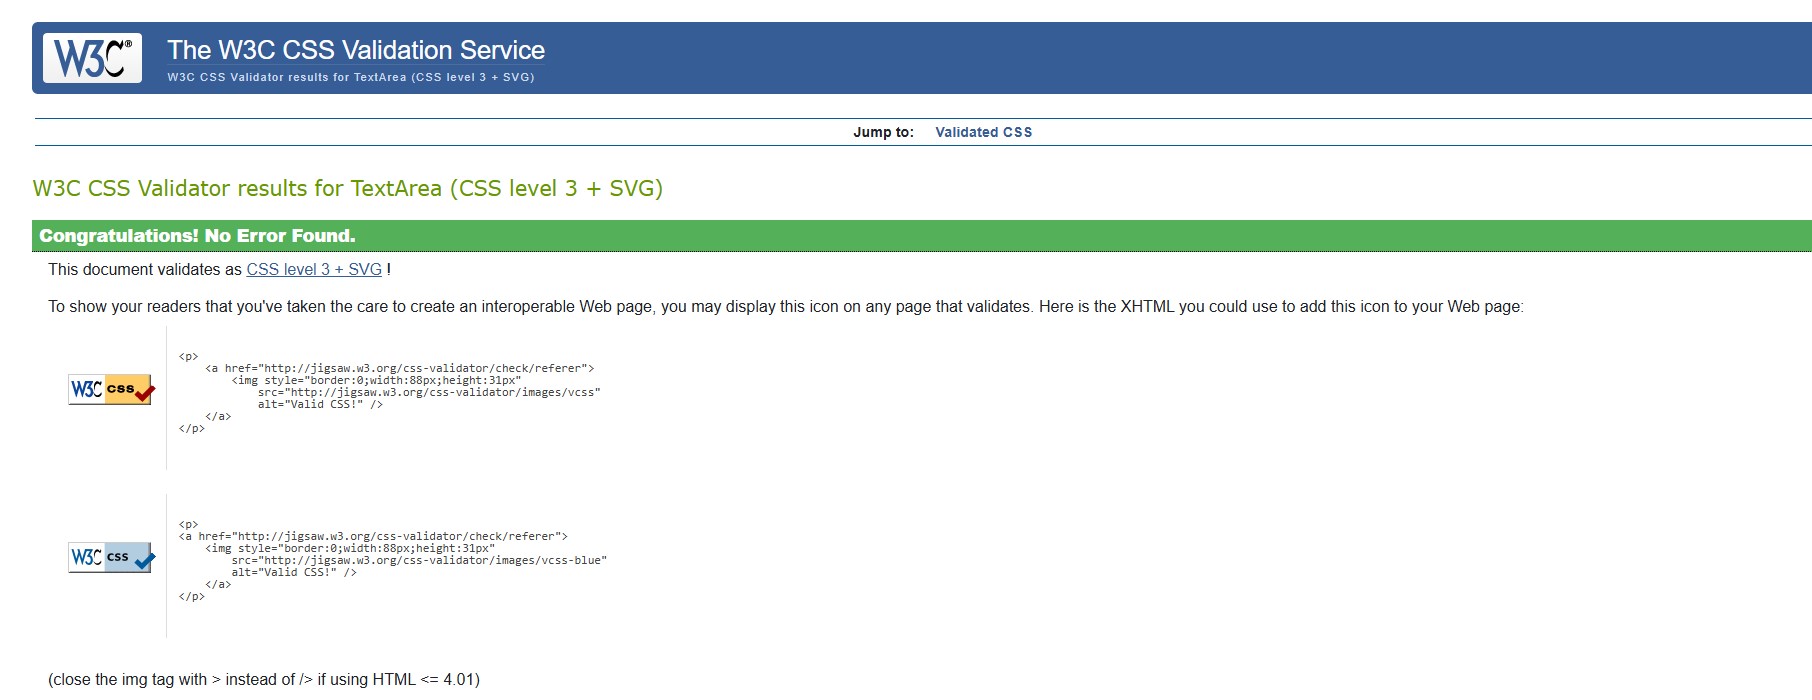 W3C®
The W3C CSS Validation Service
W3C CSS Validator results for TextArea (CSS level 3 + SVG)
Jump to: Validated CSS
W3C CSS Validator results for TextArea (CSS level 3 + SVG)
Congratulations! No Error Found.
This document validates as CSS level 3 + SVG !
To show your readers that you've taken the care to create an interoperable Web page, you may display this icon on any page that validates. Here is the XHTML you could use to add this icon to your Web page:
W3C css
<p>
    <a href="http://jigsaw.w3.org/css-validator/check/referer">
        <img style="border:0;width:88px;height:31px"
            src="http://jigsaw.w3.org/css-validator/images/vcss"
            alt="Valid CSS!" />
    </a>
</p>
W3C css
<p>
<a href="http://jigsaw.w3.org/css-validator/check/referer">
    <img style="border:0;width:88px;height:31px"
        src="http://jigsaw.w3.org/css-validator/images/vcss-blue"
        alt="Valid CSS!" />
    </a>
</p>
(close the img tag with > instead of /> if using HTML <= 4.01)